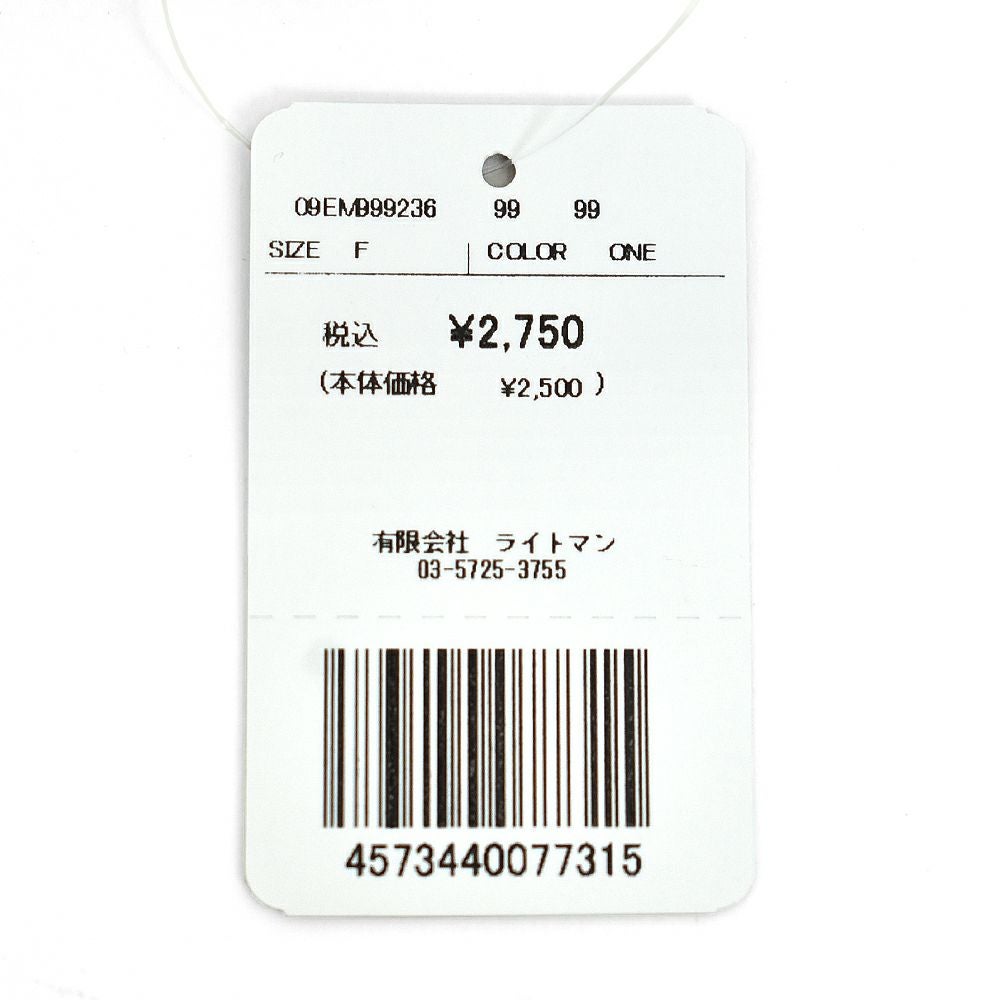 09EMB99236 99 99
SIZE F COLOR ONE
税込 ¥2,750
(本体価格 ¥2,500)
有限会社 ライトマン
03-5725-3755
4573440077315